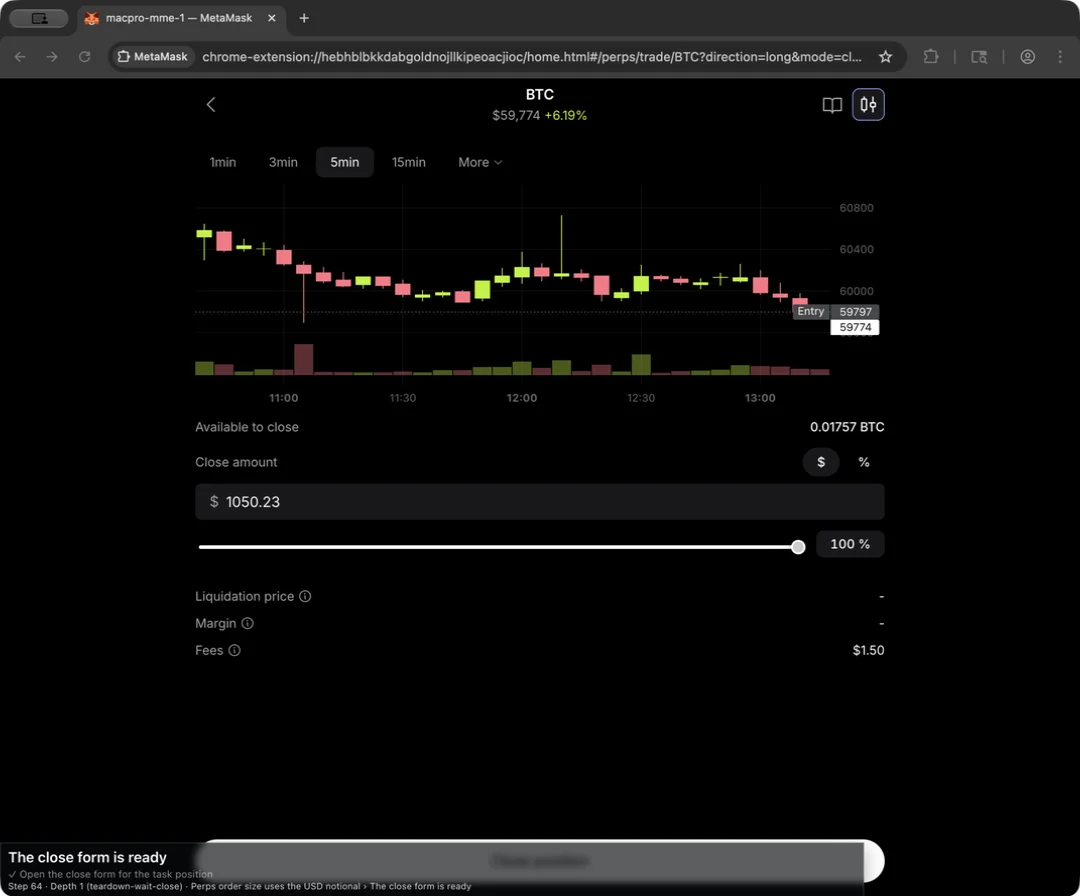 macpro-mme-1 — MetaMask
MetaMask
chrome-extension://hebhblbkkdabgoldnojllkipeoacjioc/home.html#/perps/trade/BTC?direction=long&mode=cl...
BTC
$59,774 +6.19%
1min 3min 5min 15min More
60800
60400
60000
Entry 59797
59774
11:00 11:30 12:00 12:30 13:00
Available to close 0.01757 BTC
Close amount $ %
$ 1050.23
100 %
Liquidation price -
Margin -
Fees $1.50
The close form is ready
✓ Open the close form for the task position
Step 64 · Depth 1 (teardown-wait-close) · Perps order size uses the USD notional › The close form is ready